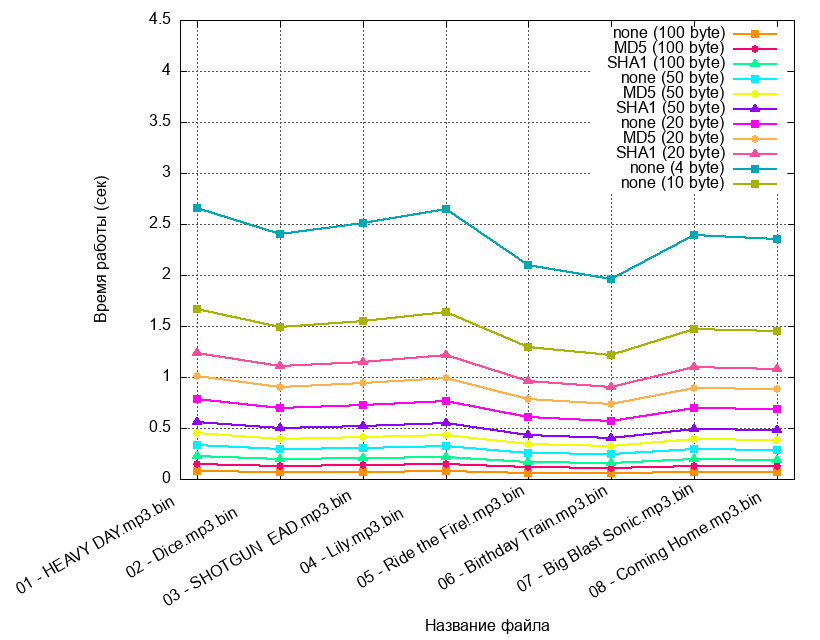 4.5
4
3.5
3
2.5
2
1.5
1
0.5
0
Время работы (сек)
none (100 byte)
MD5 (100 byte)
SHA1 (100 byte)
none (50 byte)
MD5 (50 byte)
SHA1 (50 byte)
none (20 byte)
MD5 (20 byte)
SHA1 (20 byte)
none (4 byte)
none (10 byte)
01 - HEAVY DAY.mp3.bin
02 - Dice.mp3.bin
03 - SHOTGUN  EAD.mp3.bin
04 - Lily.mp3.bin
05 - Ride the Fire!.mp3.bin
06 - Birthday Train.mp3.bin
07 - Big Blast Sonic.mp3.bin
08 - Coming Home.mp3.bin
Название файла